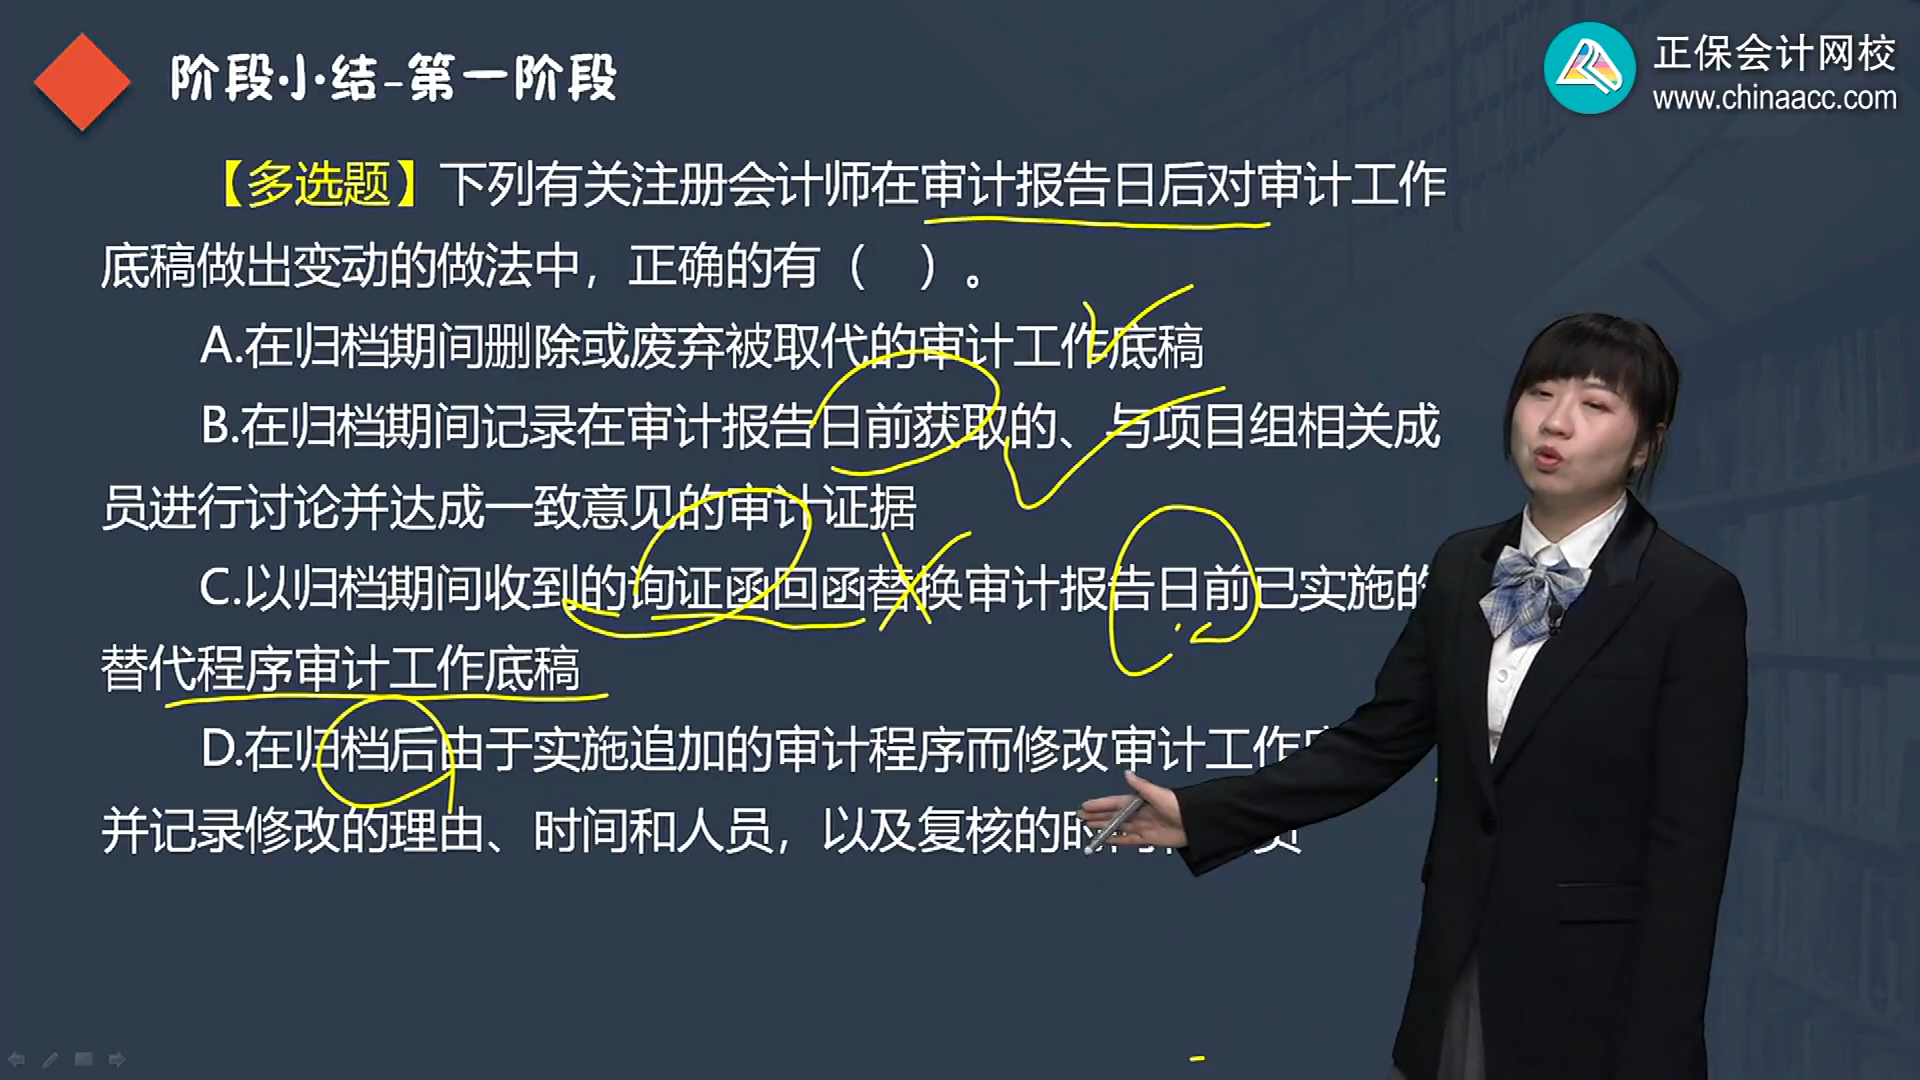 阶段小结-第一阶段
正保会计网校
www.chinaacc.com
【多选题】下列有关注册会计师在审计报告日后对审计工作
底稿做出变动的做法中，正确的有（ ）。
A.在归档期间删除或废弃被取代的审计工作底稿
B.在归档期间记录在审计报告日前获取的、与项目组相关成
员进行讨论并达成一致意见的审计证据
C.以归档期间收到的询证函回函替换审计报告日前已实施的
替代程序审计工作底稿
D.在归档后由于实施追加的审计程序而修改审计工作
并记录修改的理由、时间和人员，以及复核的